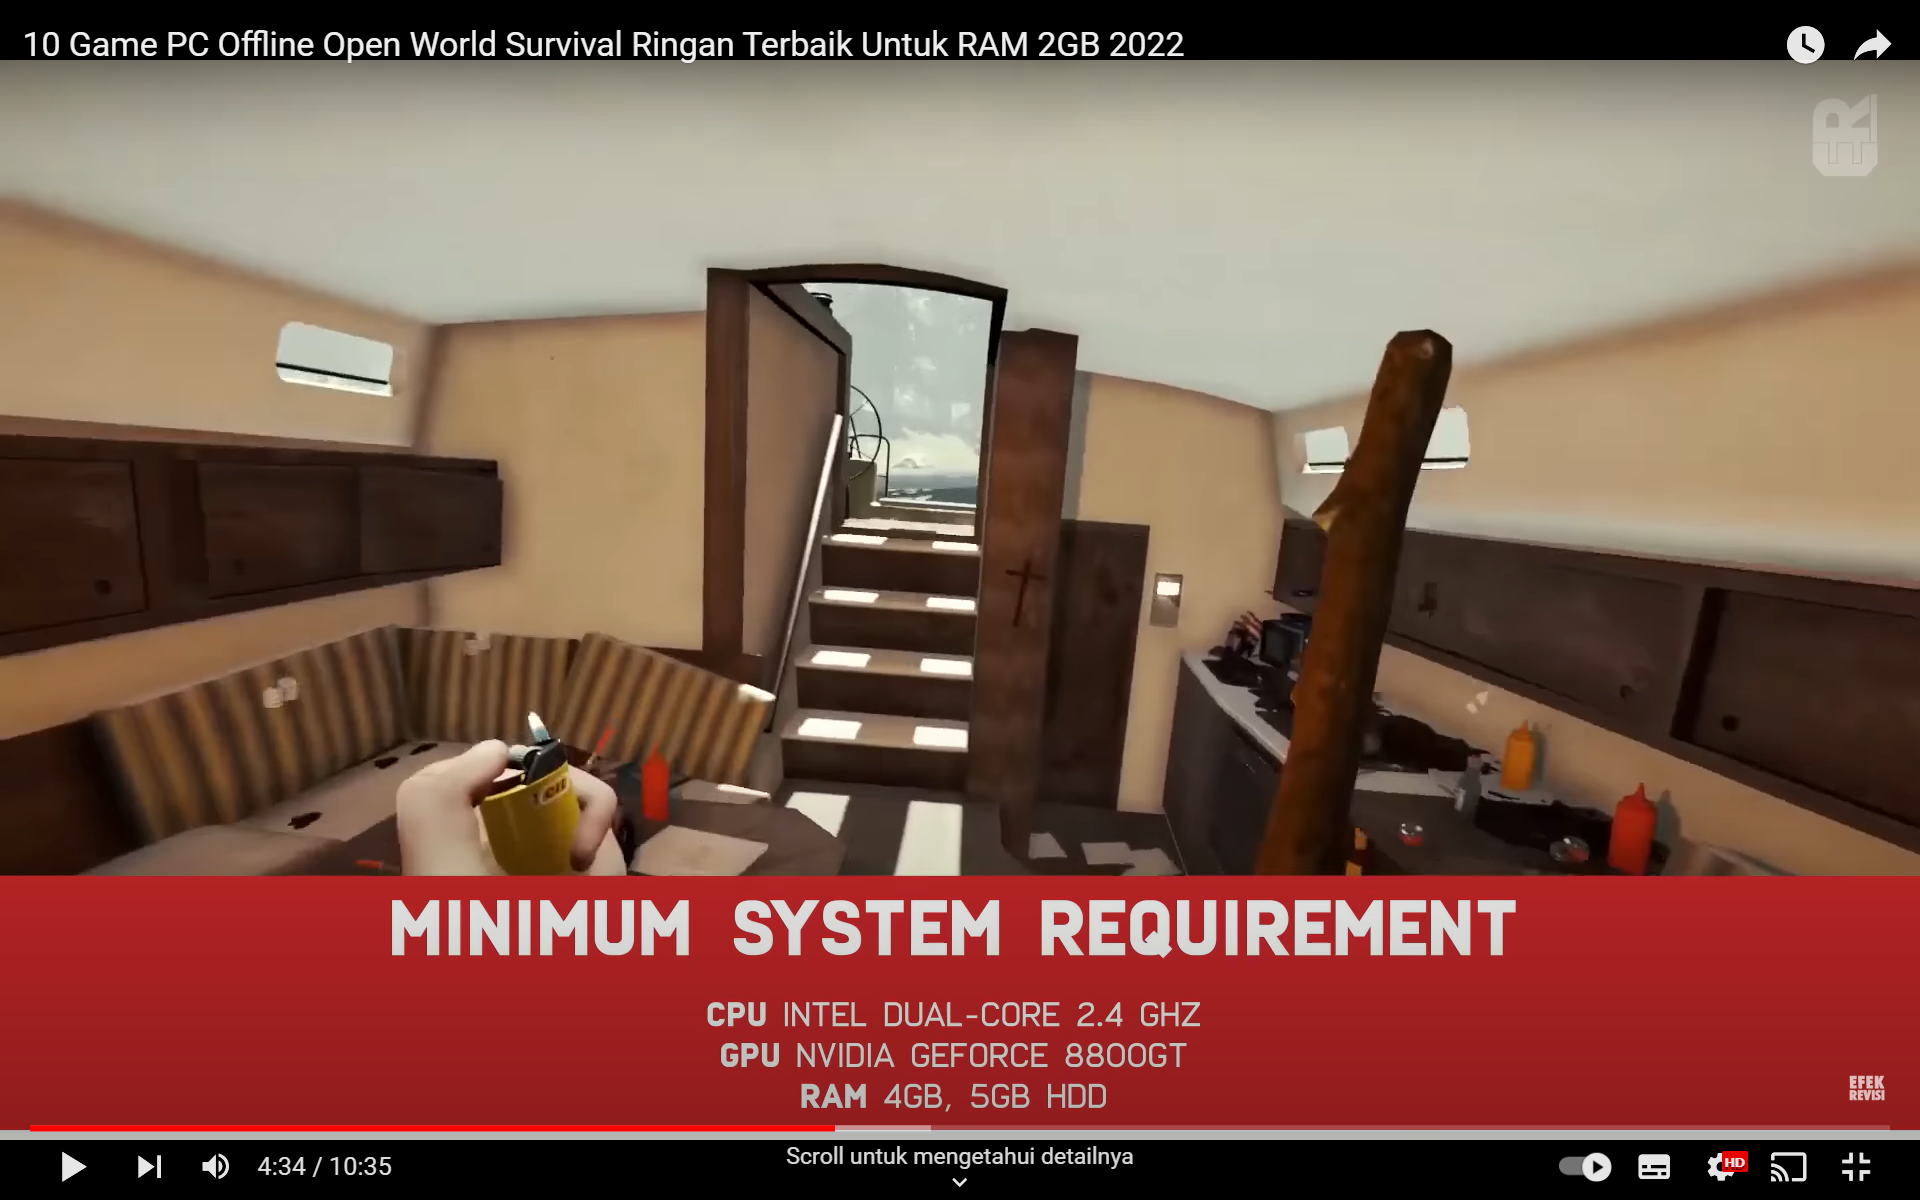 10 Game PC Offline Open World Survival Ringan Terbaik Untuk RAM 2GB 2022
MINIMUM SYSTEM REQUIREMENT
CPU INTEL DUAL-CORE 2.4 GHZ
GPU NVIDIA GEFORCE 8800GT
RAM 4GB, 5GB HDD
EFEK
REVISI
4:34 / 10:35
Scroll untuk mengetahui detailnya
HD